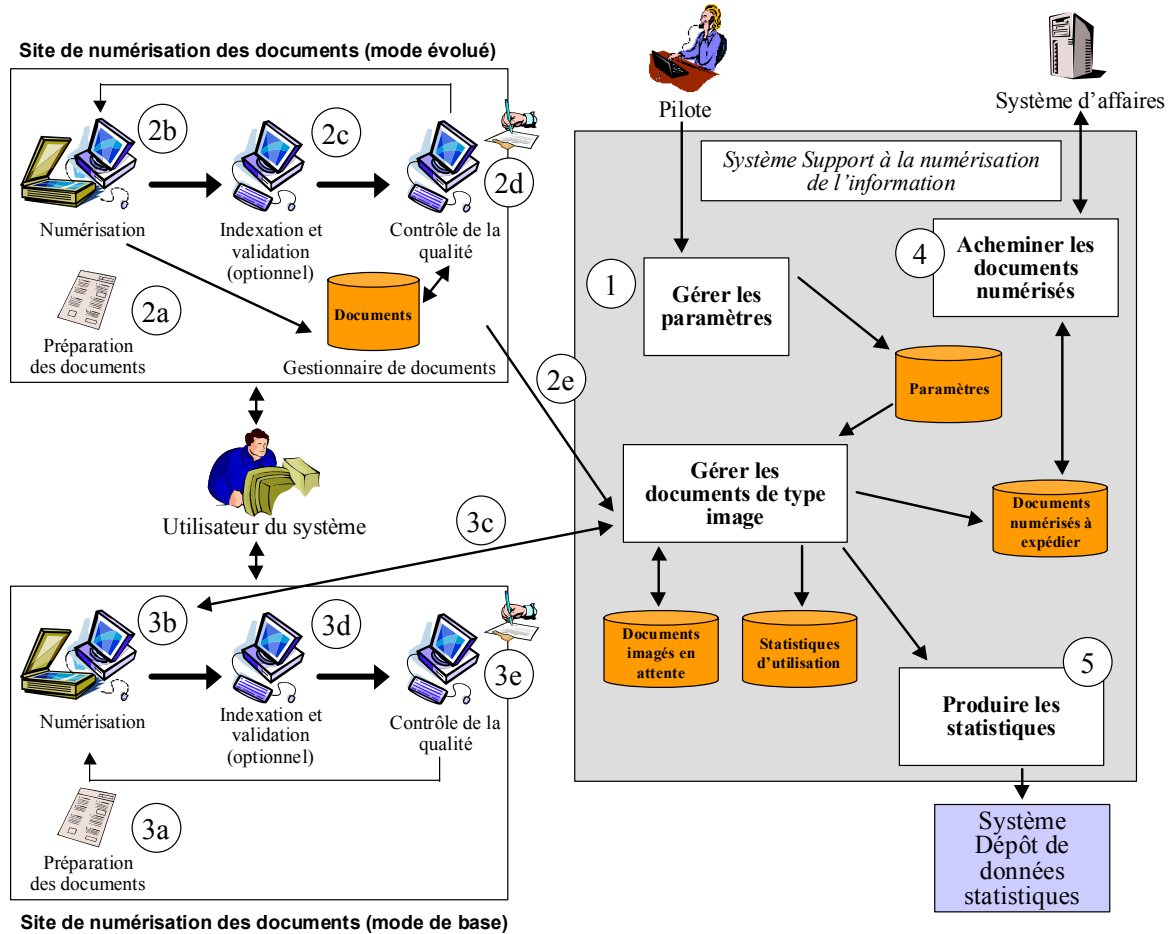 Site de numérisation des documents (mode évolué)
2b
2c
2d
Numérisation
Indexation et
validation
(optionnel)
Contrôle de la
qualité
2a
Préparation
des documents
Documents
Gestionnaire de documents
2e
Utilisateur du système
3c
3b
3d
3e
Numérisation
Indexation et
validation
(optionnel)
Contrôle de la
qualité
3a
Préparation
des documents
Site de numérisation des documents (mode de base)
Pilote
Système d’affaires
Système Support à la numérisation
de l’information
1
Gérer les
paramètres
4
Acheminer les
documents
numérisés
Paramètres
Gérer les
documents de type
image
Documents
numérisés à
expédier
Documents
imagés en
attente
Statistiques
d’utilisation
5
Produire les
statistiques
Système
Dépôt de
données
statistiques